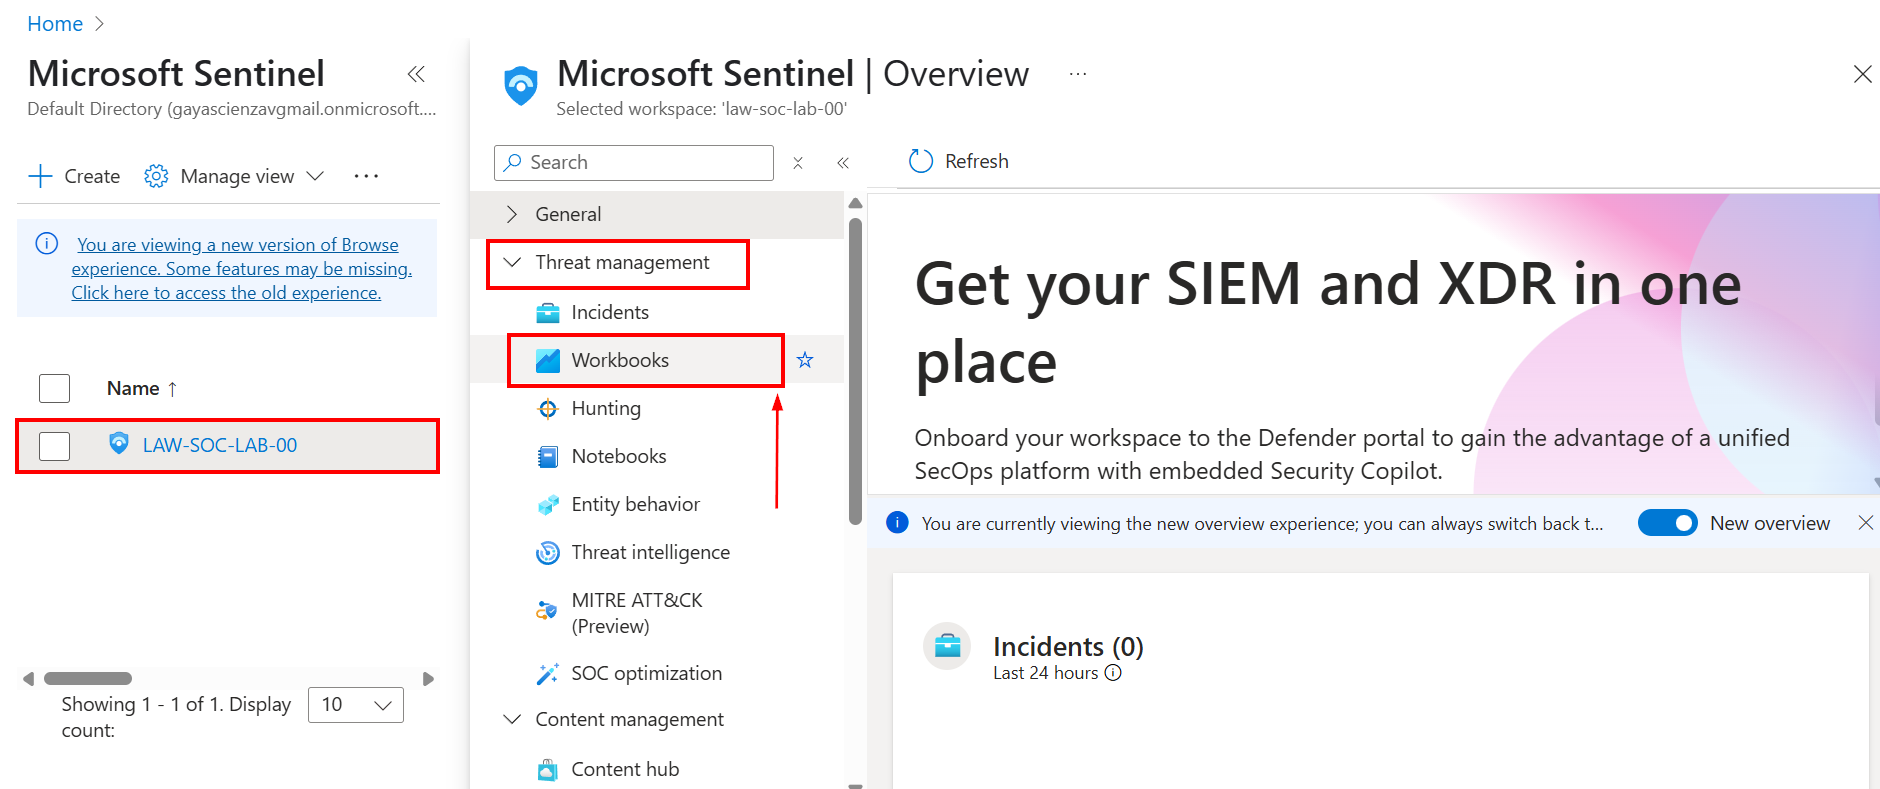 Home
Microsoft Sentinel
Default Directory (gayascienzavgmail.onmicrosoft....
Create
Manage view
...
You are viewing a new version of Browse
experience. Some features may be missing.
Click here to access the old experience.
Name ↑
LAW-SOC-LAB-00
Showing 1 - 1 of 1. Display
count:
10
Microsoft Sentinel | Overview
...
Selected workspace: 'law-soc-lab-00'
Search
General
Threat management
Incidents
Workbooks
Hunting
Notebooks
Entity behavior
Threat intelligence
MITRE ATT&CK
(Preview)
SOC optimization
Content management
Content hub
Refresh
Get your SIEM and XDR in one
place
Onboard your workspace to the Defender portal to gain the advantage of a unified
SecOps platform with embedded Security Copilot.
You are currently viewing the new overview experience; you can always switch back t...
New overview
Incidents (0)
Last 24 hours